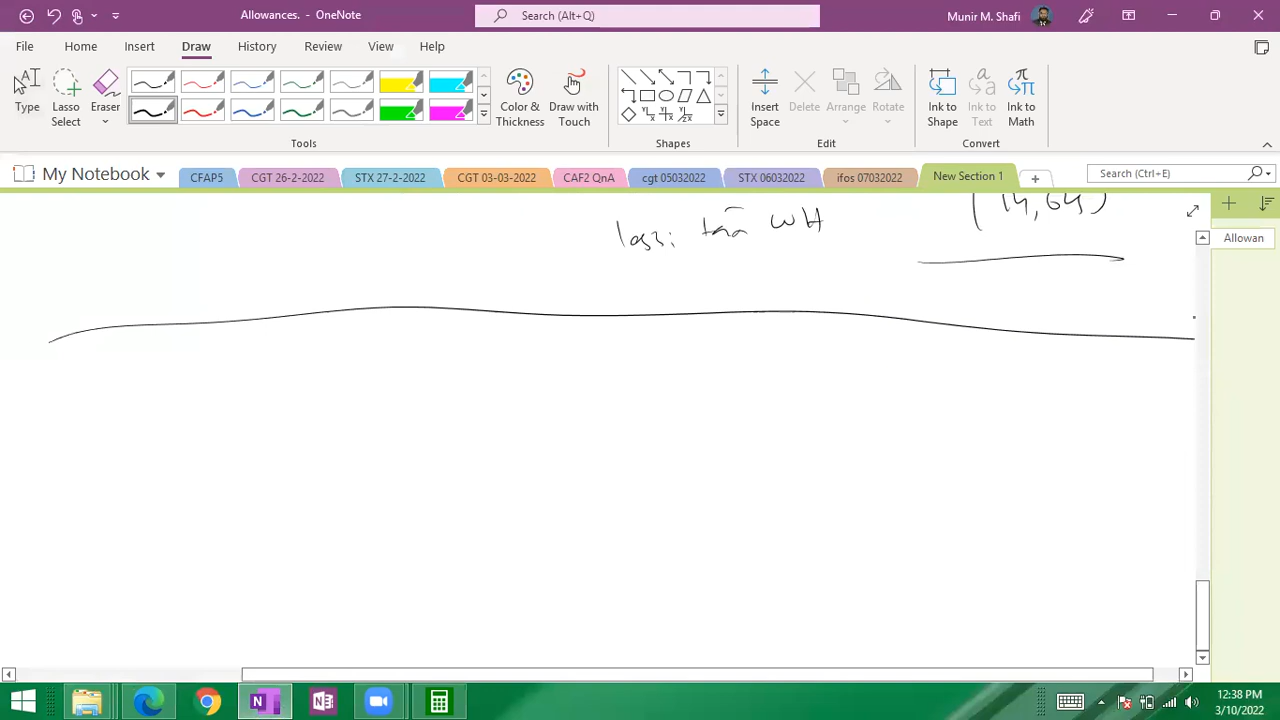 Allowances. - OneNote
Search (Alt+Q)
Munir M. Shafi
File Home Insert Draw History Review View Help
Type
Lasso Select
Eraser
Color & Thickness
Draw with Touch
Insert Space
Delete
Arrange
Rotate
Ink to Shape
Ink to Text
Ink to Math
Tools
Shapes
Edit
Convert
My Notebook
CFAP5
CGT 26-2-2022
STX 27-2-2022
CGT 03-03-2022
CAF2 QnA
cgt 05032022
STX 06032022
ifos 07032022
New Section 1
Search (Ctrl+E)
Allowan
less: WH
12:38 PM
3/10/2022